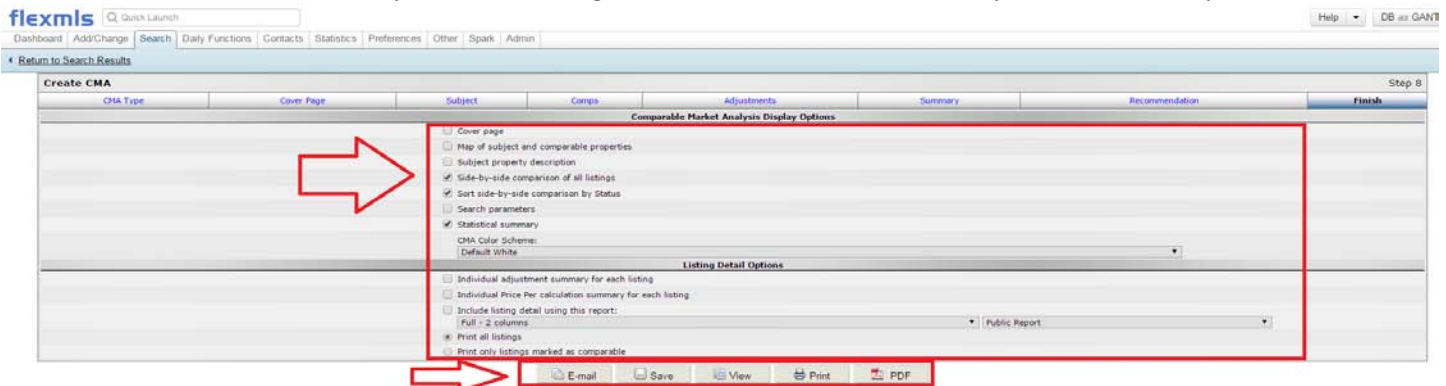 flexmls Quick Launch Help DB as GANT
Dashboard Add/Change Search Daily Functions Contacts Statistics Preferences Other Spark Admin
Return to Search Results
Create CMA Step 8
CMA Type Cover Page Subject Comps Adjustments Summary Recommendation Finish
Comparable Market Analysis Display Options
Cover page
Map of subject and comparable properties
Subject property description
Side-by-side comparison of all listings
Sort side-by-side comparison by Status
Search parameters
Statistical summary
CMA Color Scheme:
Default White
Listing Detail Options
Individual adjustment summary for each listing
Individual Price Per calculation summary for each listing
Include listing detail using this report:
Full - 2 columns Public Report
Print all listings
Print only listings marked as comparable
E-mail Save View Print PDF